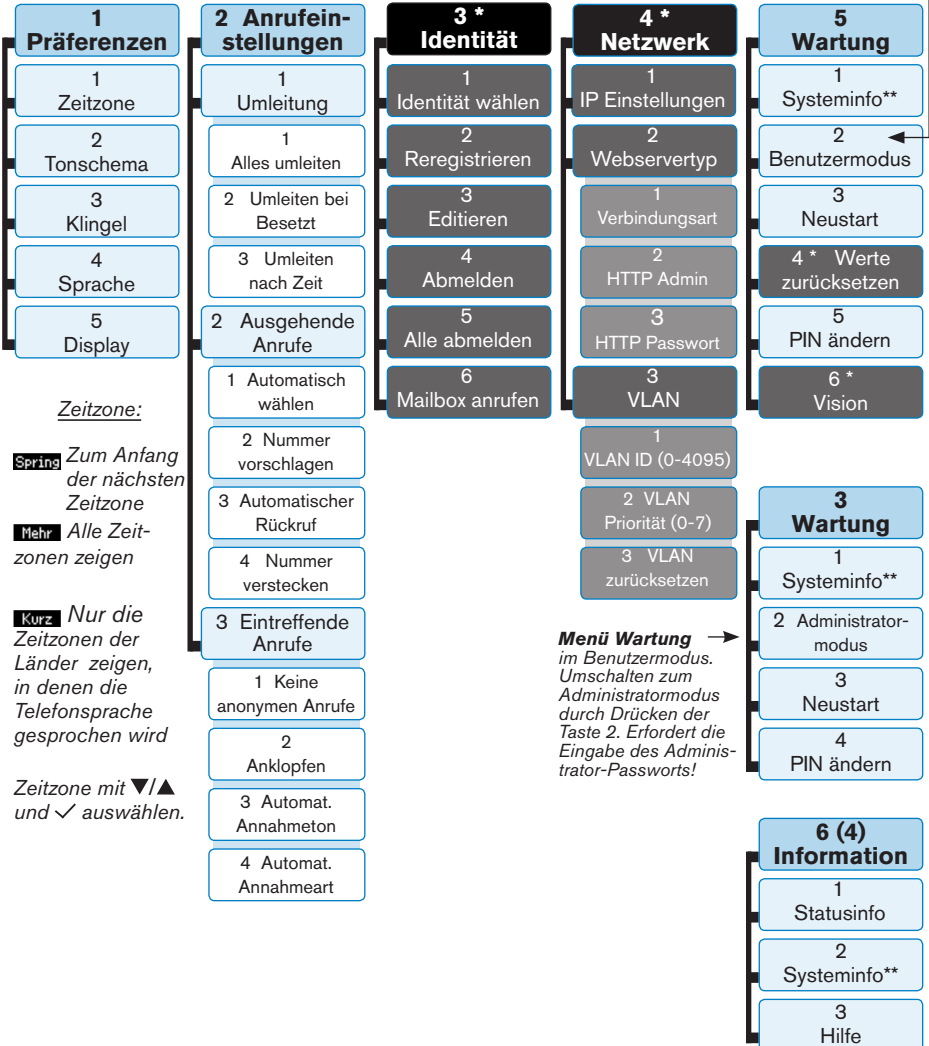 1
Präferenzen
1
Zeitzone
2
Tonschema
3
Klingel
4
Sprache
5
Display
Zeitzone:
Spring Zum Anfang
der nächsten
Zeitzone
Mehr Alle Zeit-
zonen zeigen
Kurz Nur die
Zeitzonen der
Länder zeigen,
in denen die
Telefonsprache
gesprochen wird
Zeitzone mit ▼/▲
und ✓ auswählen.
2 Anrufein-
stellungen
1
Umleitung
1
Alles umleiten
2 Umleiten bei
Besetzt
3 Umleiten
nach Zeit
2 Ausgehende
Anrufe
1 Automatisch
wählen
2 Nummer
vorschlagen
3 Automatischer
Rückruf
4 Nummer
verstecken
3 Eintreffende
Anrufe
1 Keine
anonymen Anrufe
2
Anklopfen
3 Automat.
Annahmeton
4 Automat.
Annahmeart
3 *
Identität
1
Identität wählen
2
Reregistrieren
3
Editieren
4
Abmelden
5
Alle abmelden
6
Mailbox anrufen
4 *
Netzwerk
1
IP Einstellungen
2
Webservertyp
1
Verbindungsart
2
HTTP Admin
3
HTTP Passwort
3
VLAN
1
VLAN ID (0-4095)
2 VLAN
Priorität (0-7)
3 VLAN
zurücksetzen
Menü Wartung →
im Benutzermodus.
Umschalten zum
Administratormodus
durch Drücken der
Taste 2. Erfordert die
Eingabe des Adminis-
trator-Passworts!
5
Wartung
1
Systeminfo**
2
Benutzermodus
3
Neustart
4 * Werte
zurücksetzen
5
PIN ändern
6 *
Vision
3
Wartung
1
Systeminfo**
2 Administrator-
modus
3
Neustart
4
PIN ändern
6 (4)
Information
1
Statusinfo
2
Systeminfo**
3
Hilfe